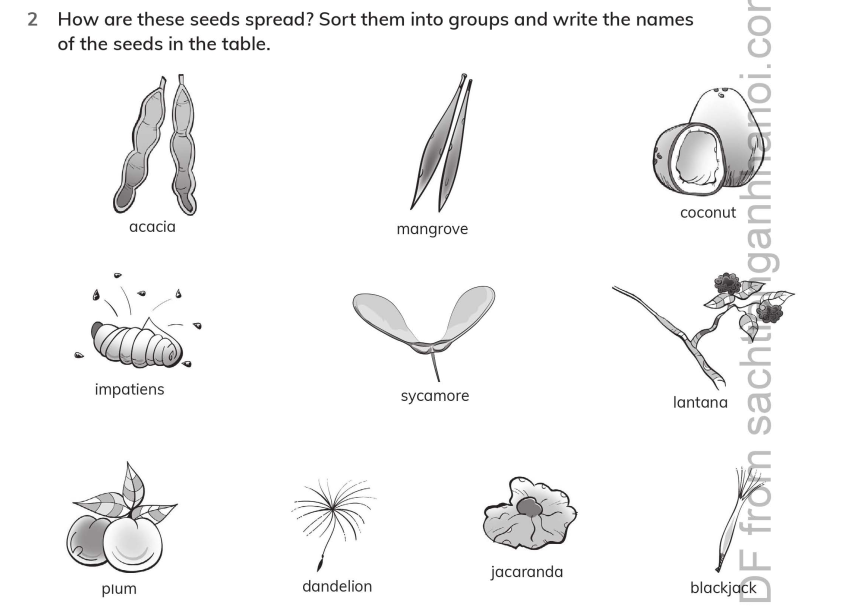 2 How are these seeds spread? Sort them into groups and write the names
of the seeds in the table.
acacia
mangrove
coconut
impatiens
sycamore
lantana
plum
dandelion
jacaranda
blackjack
DF from sachtienganhhanoi.com